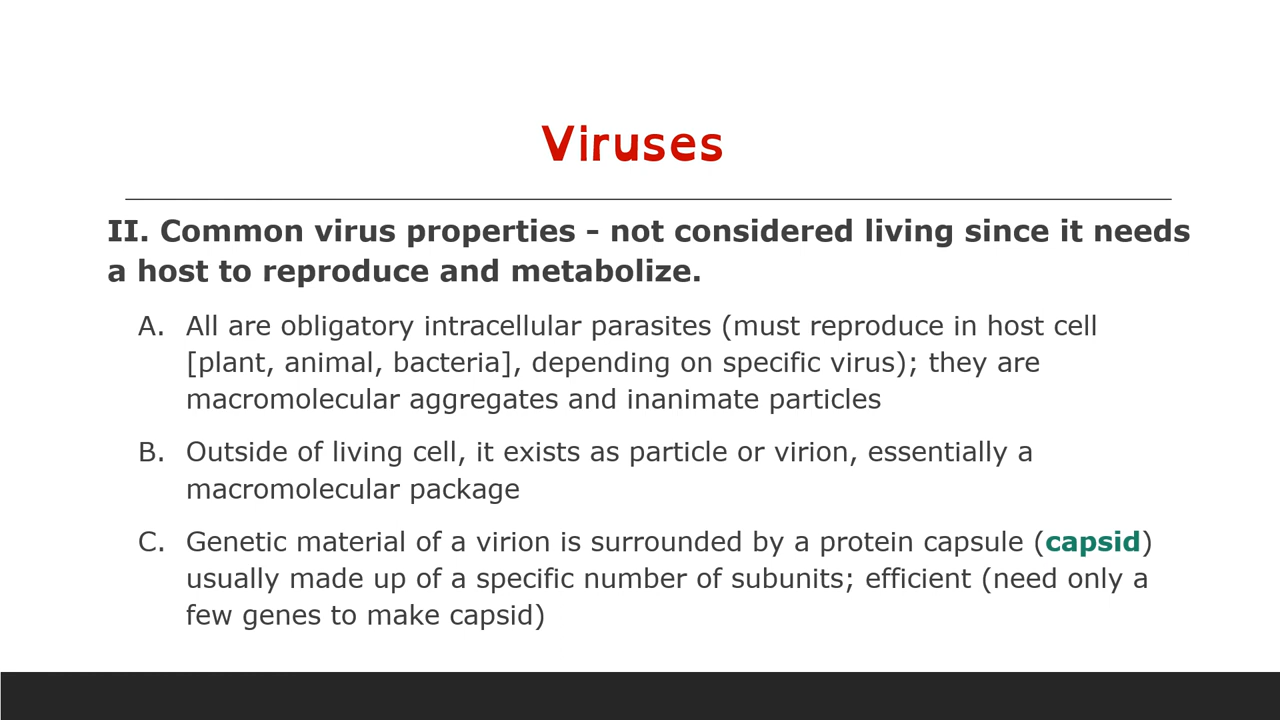 Viruses
II. Common virus properties – not considered living since it needs
a host to reproduce and metabolize.
A. All are obligatory intracellular parasites (must reproduce in host cell
[plant, animal, bacteria], depending on specific virus); they are
macromolecular aggregates and inanimate particles
B. Outside of living cell, it exists as particle or virion, essentially a
macromolecular package
C. Genetic material of a virion is surrounded by a protein capsule (capsid)
usually made up of a specific number of subunits; efficient (need only a
few genes to make capsid)